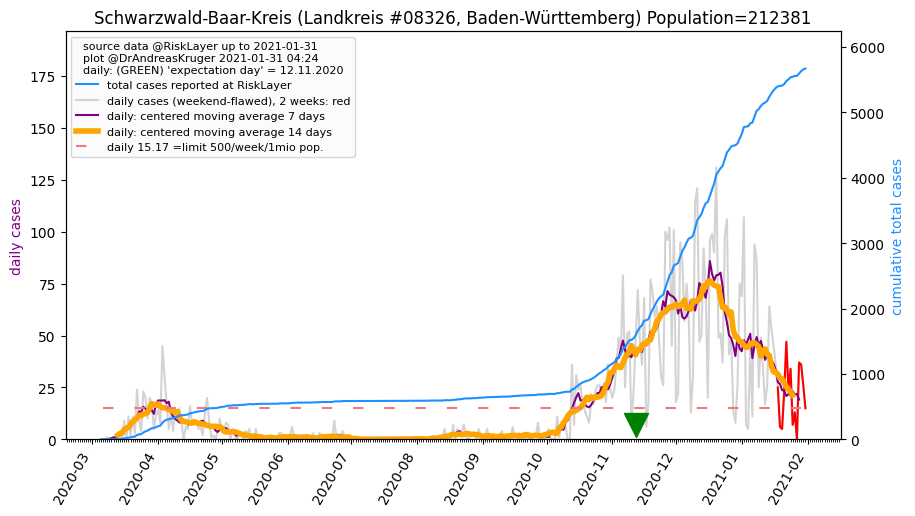 Schwarzwald-Baar-Kreis (Landkreis #08326, Baden-Württemberg) Population=212381
source data @RiskLayer up to 2021-01-31
plot @DrAndreasKruger 2021-01-31 04:24
daily: (GREEN) 'expectation day' = 12.11.2020
total cases reported at RiskLayer
daily cases (weekend-flawed), 2 weeks: red
daily: centered moving average 7 days
daily: centered moving average 14 days
daily 15.17 =limit 500/week/1mio pop.
daily cases
175
150
125
100
75
50
25
0
6000
5000
4000
3000
2000
1000
0
cumulative total cases
2020-03
2020-04
2020-05
2020-06
2020-07
2020-08
2020-09
2020-10
2020-11
2020-12
2021-01
2021-02